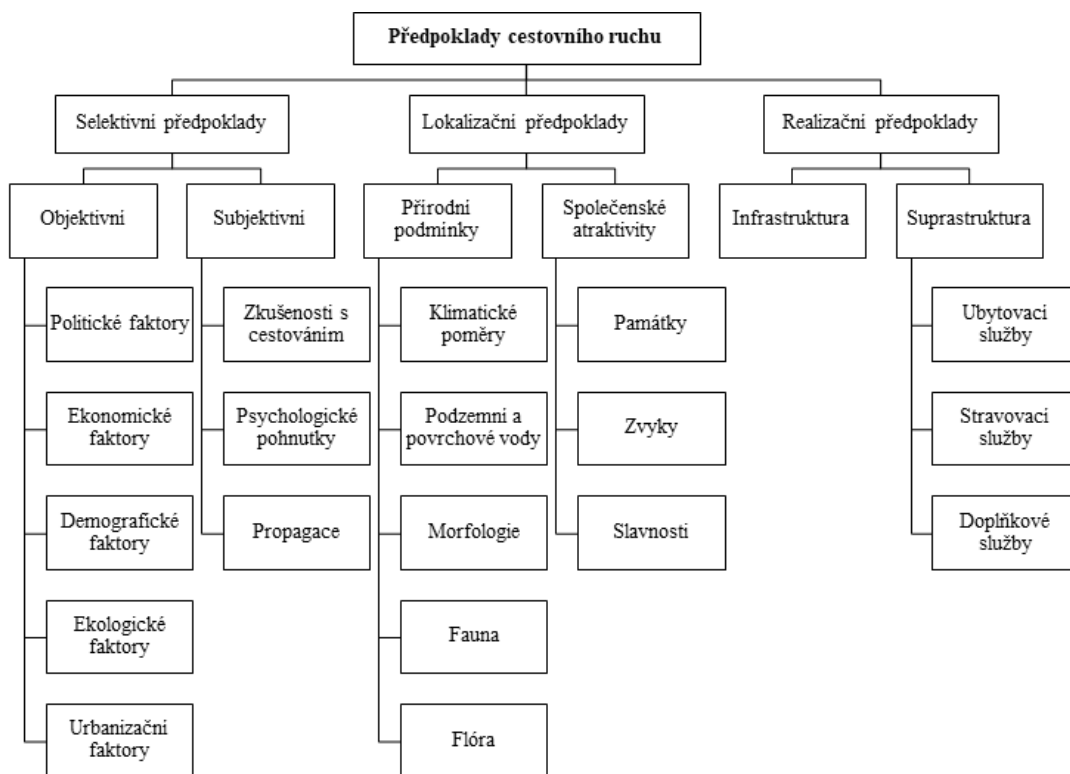 Předpoklady cestovního ruchu
Selektivní předpoklady
Lokalizační předpoklady
Realizační předpoklady
Objektivní
Subjektivní
Přírodní
podmínky
Společenské
atraktivity
Infrastruktura
Suprastruktura
Politické faktory
Zkušenosti s
cestováním
Klimatické
poměry
Památky
Ubytovací
služby
Ekonomické
faktory
Psychologické
pohnutky
Podzemní a
povrchové vody
Zvyky
Stravovací
služby
Demografické
faktory
Propagace
Morfologie
Slavnosti
Doplňkové
služby
Ekologické
faktory
Fauna
Urbanizační
faktory
Flóra